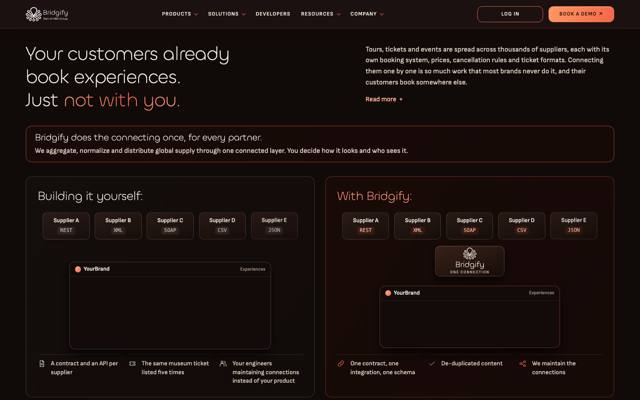 Bridgify
PRODUCTS
SOLUTIONS
DEVELOPERS
RESOURCES
COMPANY
LOG IN
BOOK A DEMO ↗
Your customers already
book experiences.
Just not with you.
Tours, tickets and events are spread across thousands of suppliers, each with its
own booking system, prices, cancellation rules and ticket formats. Connecting
them one by one is so much work that most brands never do it, and their
customers book somewhere else.
Read more +
Bridgify does the connecting once, for every partner.
We aggregate, normalize and distribute global supply through one connected layer. You decide how it looks and who sees it.
Building it yourself:
Supplier A
REST
Supplier B
XML
Supplier C
SOAP
Supplier D
CSV
Supplier E
JSON
YourBrand
Experiences
A contract and an API per
supplier
The same museum ticket
listed five times
Your engineers
maintaining connections
instead of your product
With Bridgify:
Supplier A
REST
Supplier B
XML
Supplier C
SOAP
Supplier D
CSV
Supplier E
JSON
Bridgify
ONE CONNECTION
YourBrand
Experiences
One contract, one
integration, one schema
De-duplicated content
We maintain the
connections